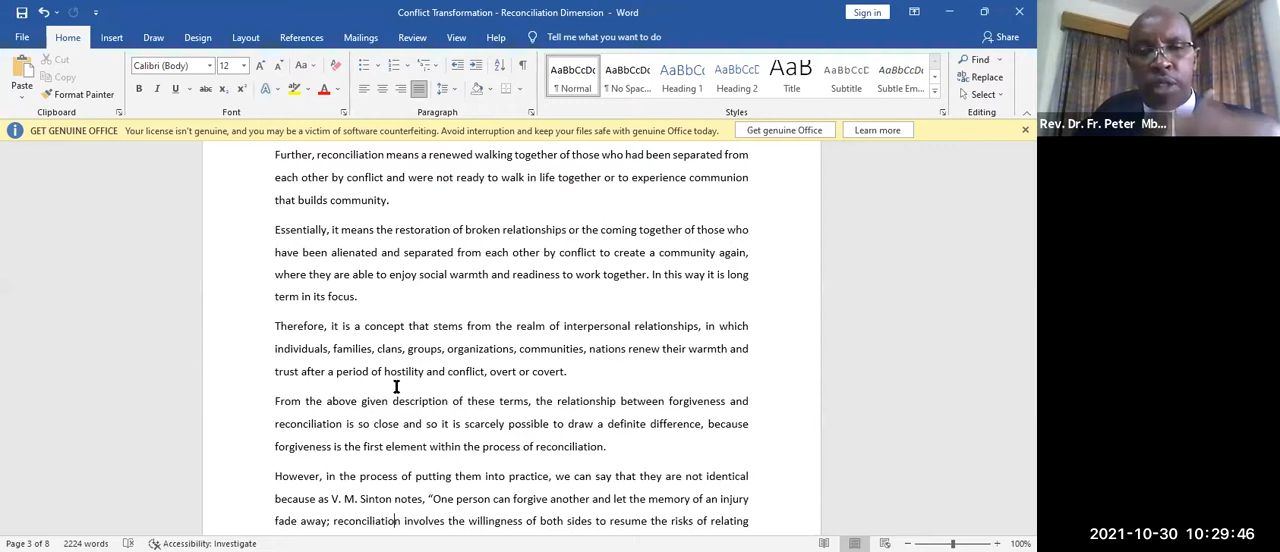 Conflict Transformation - Reconciliation Dimension - Word
Sign in
File Home Insert Draw Design Layout References Mailings Review View Help Tell me what you want to do Share
Paste
Cut
Copy
Format Painter
Clipboard
Calibri (Body) 12
Font
Paragraph
AaBbCcDc AaBbCcDc AaBbC AaBbCcD AaB AaBbCcD AaBbCcDc
¶ Normal ¶ No Spac... Heading 1 Heading 2 Title Subtitle Subtle Em...
Styles
Find
Replace
Select
Editing
GET GENUINE OFFICE Your license isn't genuine, and you may be a victim of software counterfeiting. Avoid interruption and keep your files safe with genuine Office today. Get genuine Office Learn more
Rev. Dr. Fr. Peter Mb...
Further, reconciliation means a renewed walking together of those who had been separated from
each other by conflict and were not ready to walk in life together or to experience communion
that builds community.
Essentially, it means the restoration of broken relationships or the coming together of those who
have been alienated and separated from each other by conflict to create a community again,
where they are able to enjoy social warmth and readiness to work together. In this way it is long
term in its focus.
Therefore, it is a concept that stems from the realm of interpersonal relationships, in which
individuals, families, clans, groups, organizations, communities, nations renew their warmth and
trust after a period of hostility and conflict, overt or covert.
From the above given description of these terms, the relationship between forgiveness and
reconciliation is so close and so it is scarcely possible to draw a definite difference, because
forgiveness is the first element within the process of reconciliation.
However, in the process of putting them into practice, we can say that they are not identical
because as V. M. Sinton notes, “One person can forgive another and let the memory of an injury
fade away; reconciliation involves the willingness of both sides to resume the risks of relating
2021-10-30 10:29:46
Page 3 of 8 2224 words Accessibility: Investigate 100%